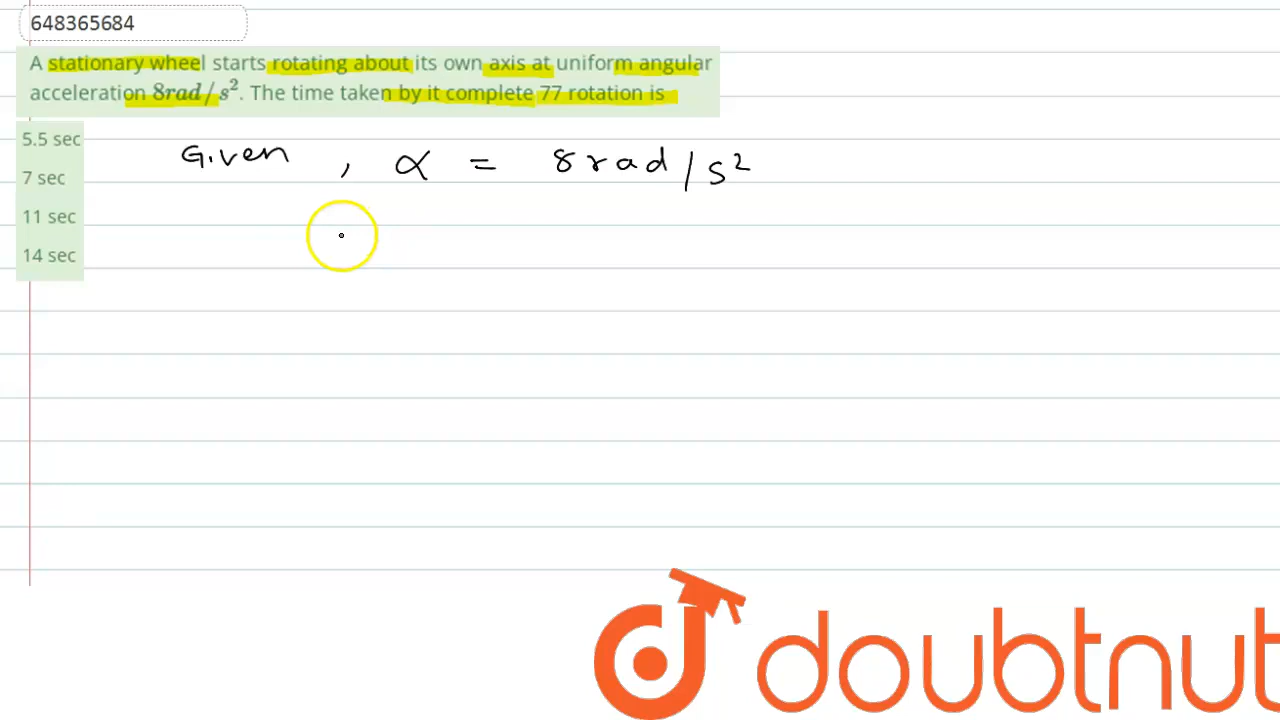 648365684
A stationary wheel starts rotating about its own axis at uniform angular
acceleration 8rad/s². The time taken by it complete 77 rotation is
5.5 sec
7 sec
11 sec
14 sec
Given , α = 8 rad/s²
doubtnut